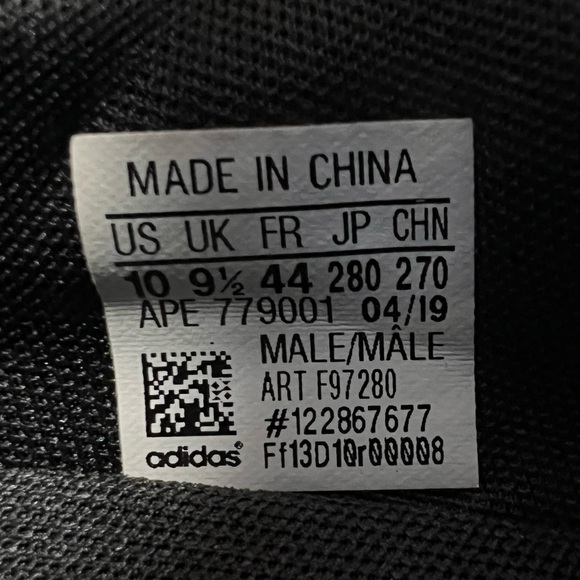 MADE IN CHINA
US UK FR JP CHN
10 9½ 44 280 270
APE 779001 04/19
MALE/MÂLE
ART F97280
#122867677
adidas® Ff13D10r00008